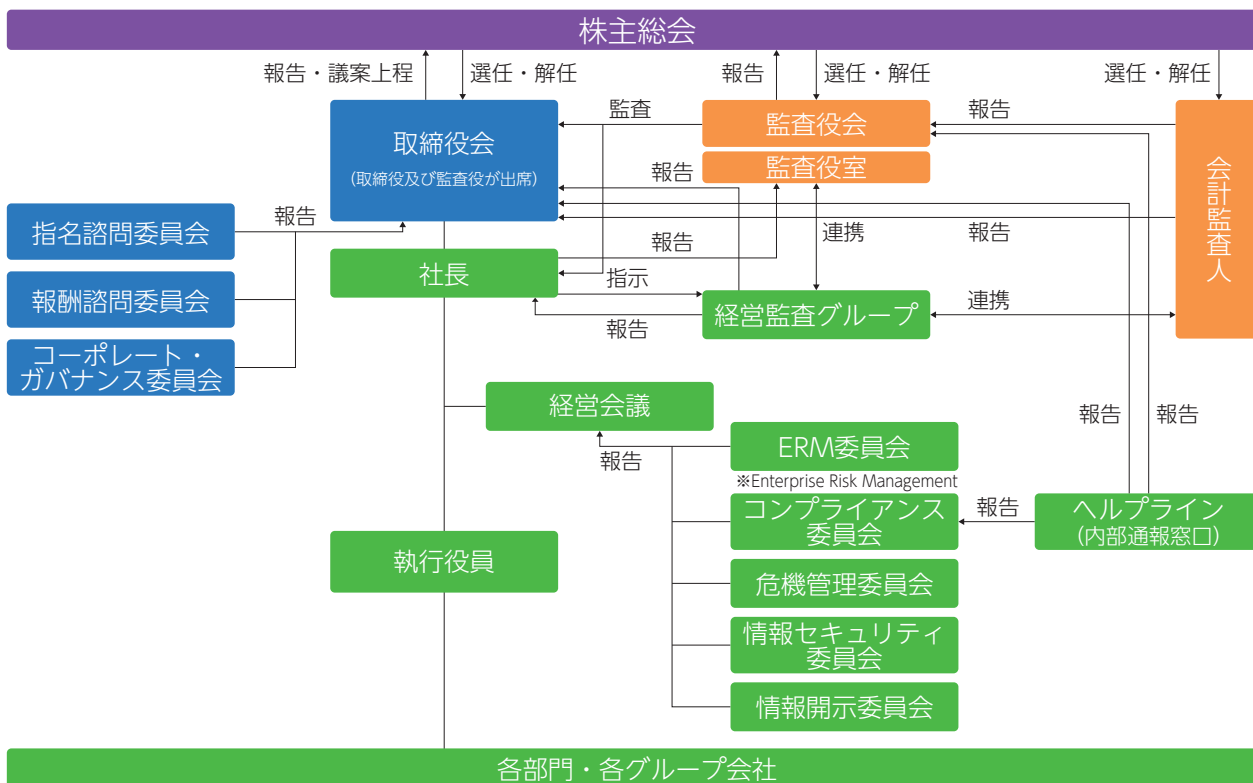 株主総会
報告・議案上程
選任・解任
報告
選任・解任
選任・解任
取締役会
(取締役及び監査役が出席)
監査
監査役会
報告
監査役室
会計監査人
報告
指名諮問委員会
報告
報告
連携
報告
社長
指示
報酬諮問委員会
経営監査グループ
連携
報告
コーポレート・
ガバナンス委員会
経営会議
報告
報告
報告
ERM委員会
※Enterprise Risk Management
コンプライアンス
委員会
報告
ヘルプライン
(内部通報窓口)
執行役員
危機管理委員会
情報セキュリティ
委員会
情報開示委員会
各部門・各グループ会社